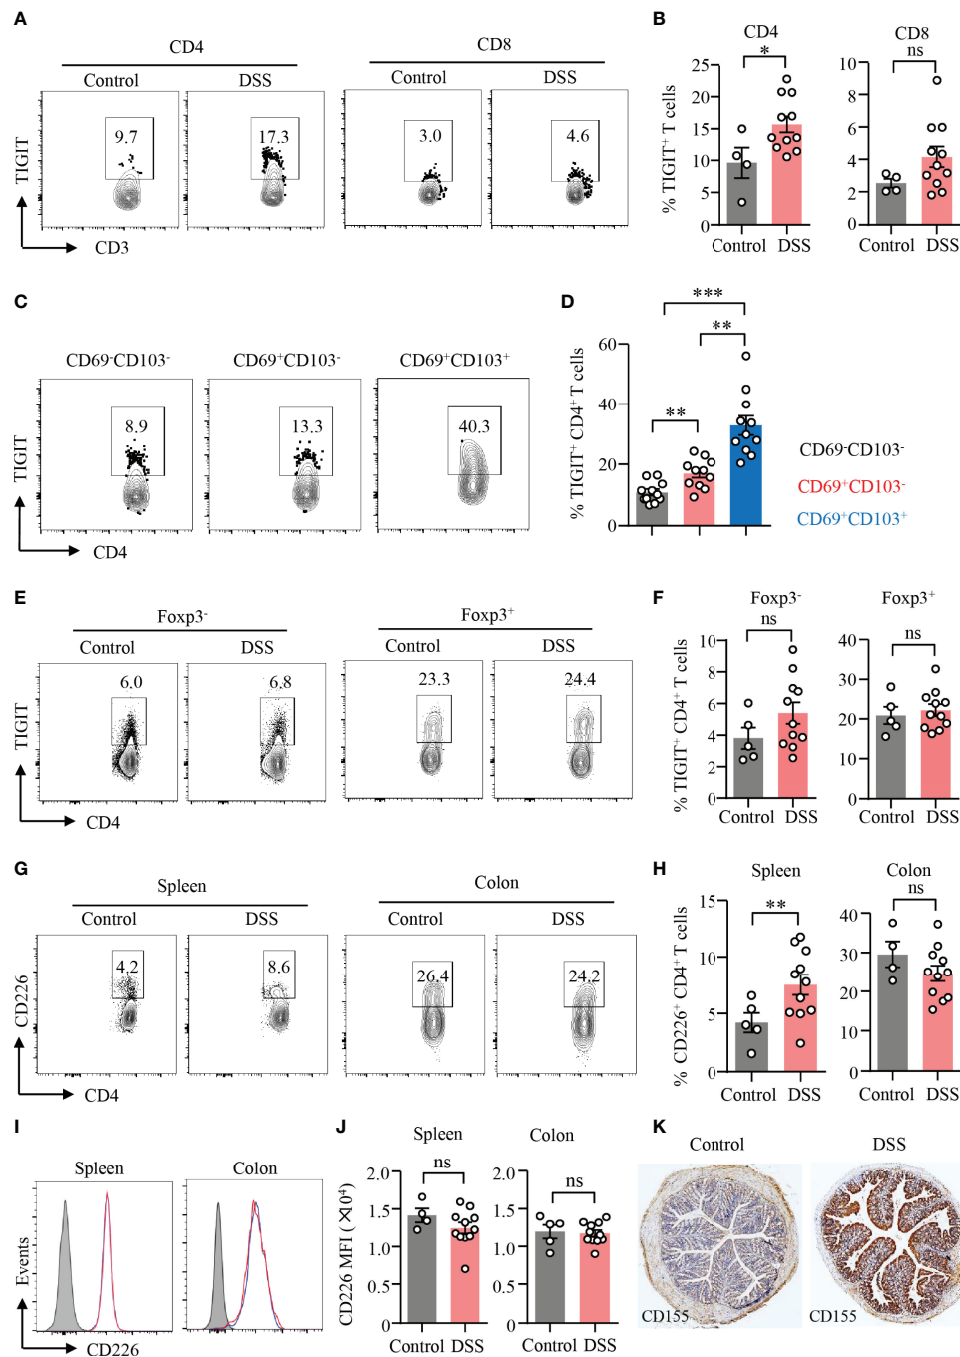 A
CD4
CD8
Control
DSS
Control
DSS
9.7
17.3
3.0
4.6
TIGIT
CD3
B
CD4
CD8
*
ns
% TIGIT+ T cells
25
20
15
10
5
0
10
8
6
4
2
0
Control DSS
Control DSS
C
CD69-CD103-
CD69+CD103-
CD69+CD103+
8.9
13.3
40.3
TIGIT
CD4
D
***
**
**
% TIGIT+ CD4+ T cells
60
40
20
0
CD69-CD103-
CD69+CD103-
CD69+CD103+
E
Foxp3-
Foxp3+
Control
DSS
Control
DSS
6.0
6.8
23.3
24.4
TIGIT
CD4
F
Foxp3-
Foxp3+
ns
ns
% TIGIT+ CD4+ T cells
10
8
6
4
2
0
40
30
20
10
0
Control DSS
Control DSS
G
Spleen
Colon
Control
DSS
Control
DSS
4.2
8.6
26.4
24.2
CD226
CD4
H
Spleen
Colon
**
ns
% CD226+ CD4+ T cells
15
10
5
0
40
30
20
10
0
Control DSS
Control DSS
I
Spleen
Colon
Events
CD226
J
Spleen
Colon
ns
ns
CD226 MFI (×10⁴)
2.0
1.5
1.0
0.5
0
2.0
1.5
1.0
0.5
0
Control DSS
Control DSS
K
Control
DSS
CD155
CD155